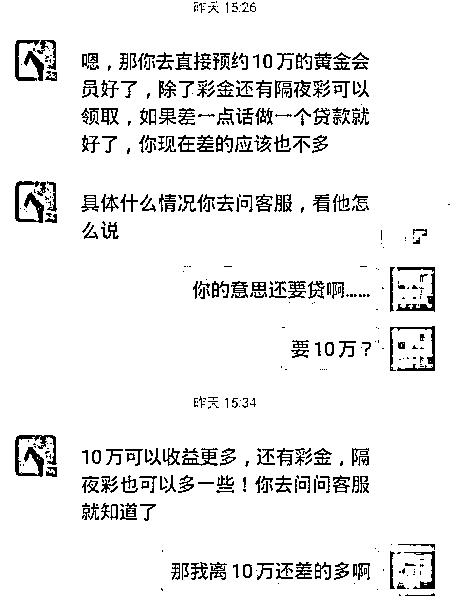 昨天 15:26
嗯，那你去直接预约10万的黄金会
员好了，除了彩金还有隔夜彩可以
领取，如果差一点话做一个贷款就
好了，你现在差的应该也不多
具体什么情况你去问客服，看他怎
么说
你的意思还要贷啊......
要10万？
昨天 15:34
10万可以收益更多，还有彩金，隔
夜彩也可以多一些！你去问问客服
就知道了
那我离10万还差的多啊